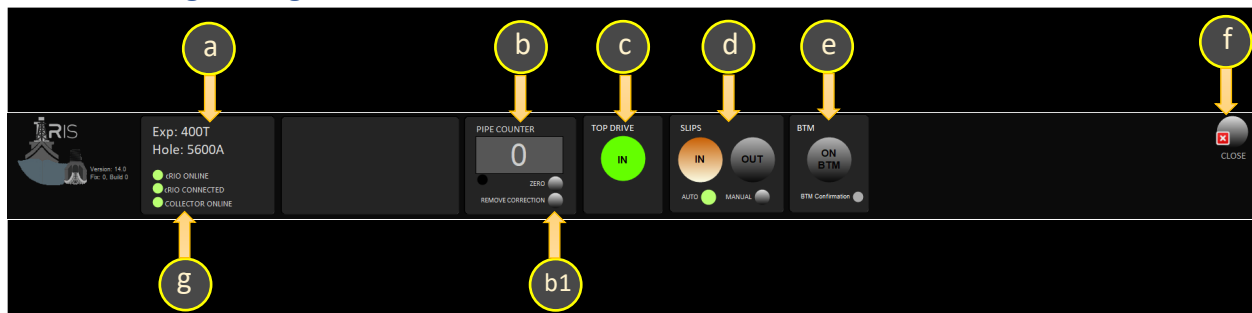 a
b
c
d
e
f
RIS
Version: 14.0
Fix: 0, Build 0
Exp: 400T
Hole: 5600A
cRIO ONLINE
cRIO CONNECTED
COLLECTOR ONLINE
PIPE COUNTER
0
ZERO
REMOVE CORRECTION
TOP DRIVE
IN
SLIPS
IN
OUT
AUTO
MANUAL
BTM
ON
BTM
BTM Confirmation
CLOSE
g
b1